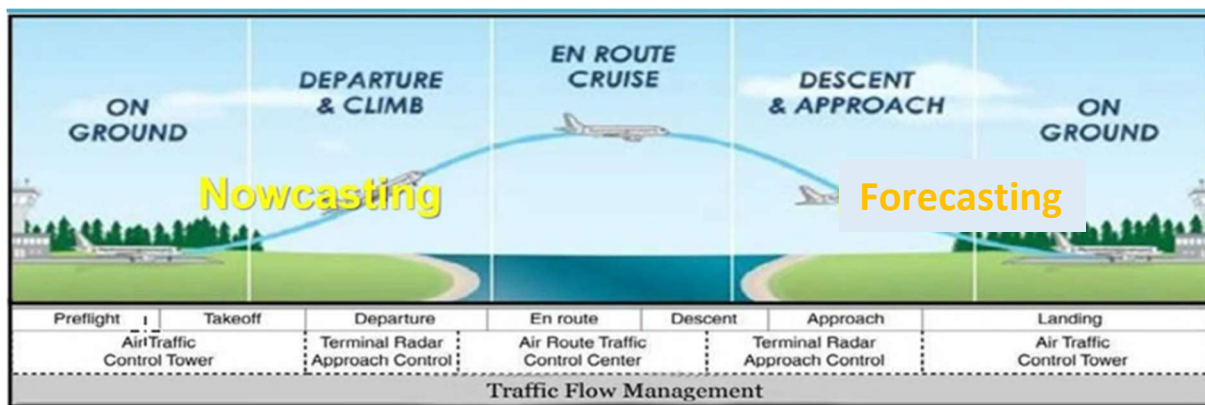 ON
GROUND
DEPARTURE
& CLIMB
EN ROUTE
CRUISE
DESCENT
& APPROACH
ON
GROUND
Nowcasting
Forecasting
Preflight
Takeoff
Departure
En route
Descent
Approach
Landing
Air Traffic
Control Tower
Terminal Radar
Approach Control
Air Route Traffic
Control Center
Terminal Radar
Approach Control
Air Traffic
Control Tower
Traffic Flow Management